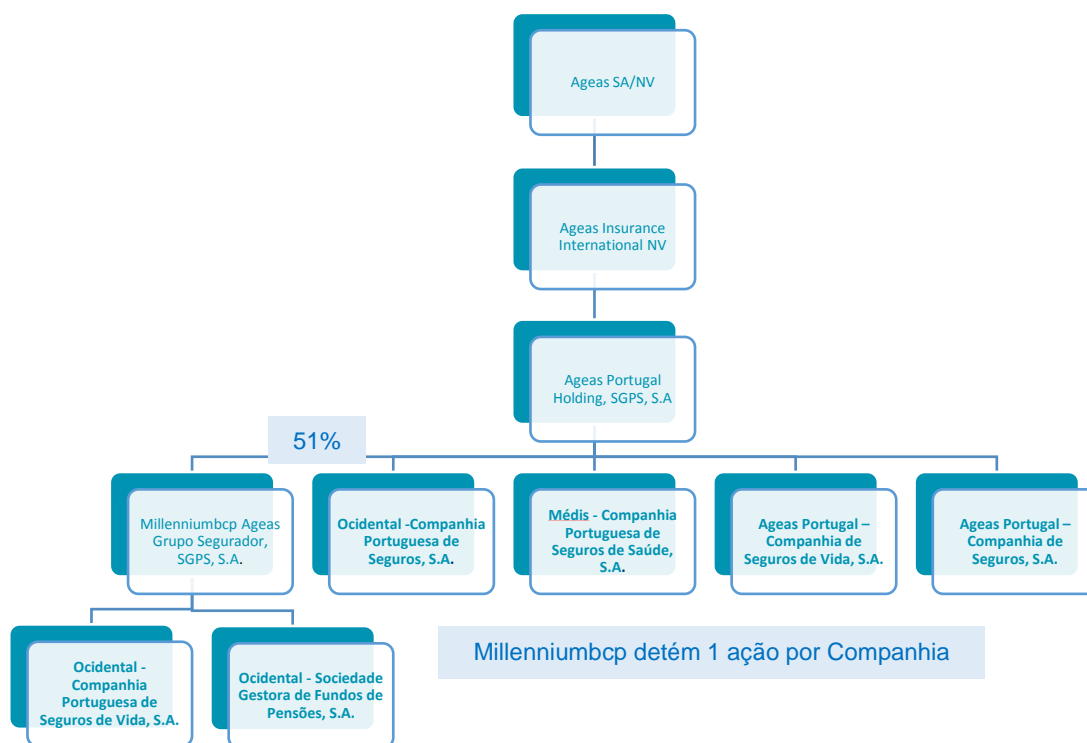 Ageas SA/NV
Ageas Insurance
International NV
Ageas Portugal
Holding, SGPS, S.A
51%
Millenniumbcp Ageas
Grupo Segurador,
SGPS, S.A.
Ocidental -Companhia
Portuguesa de
Seguros, S.A.
Médis - Companhia
Portuguesa de
Seguros de Saúde,
S.A.
Ageas Portugal –
Companhia de
Seguros de Vida, S.A.
Ageas Portugal –
Companhia de
Seguros, S.A.
Ocidental -
Companhia
Portuguesa de
Seguros de Vida, S.A.
Ocidental - Sociedade
Gestora de Fundos de
Pensões, S.A.
Millenniumbcp detém 1 ação por Companhia